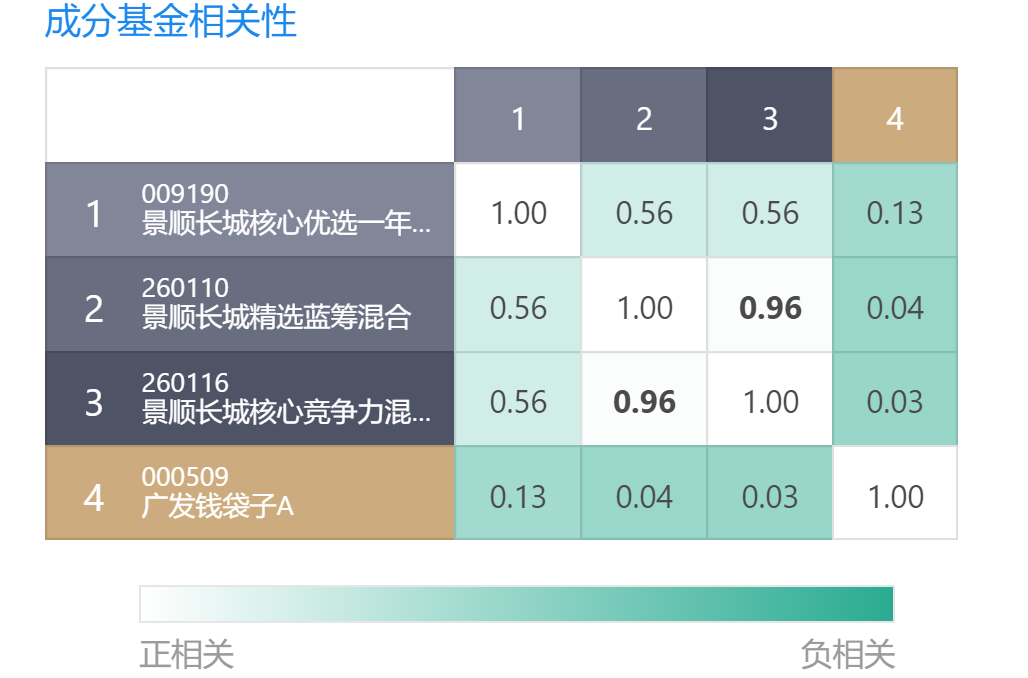 成分基金相关性
1 2 3 4
1 009190 1.00 0.56 0.56 0.13
景顺长城核心优选一年...
2 260110 0.56 1.00 0.96 0.04
景顺长城精选蓝筹混合
3 260116 0.56 0.96 1.00 0.03
景顺长城核心竞争力混...
4 000509 0.13 0.04 0.03 1.00
广发钱袋子A
正相关 负相关